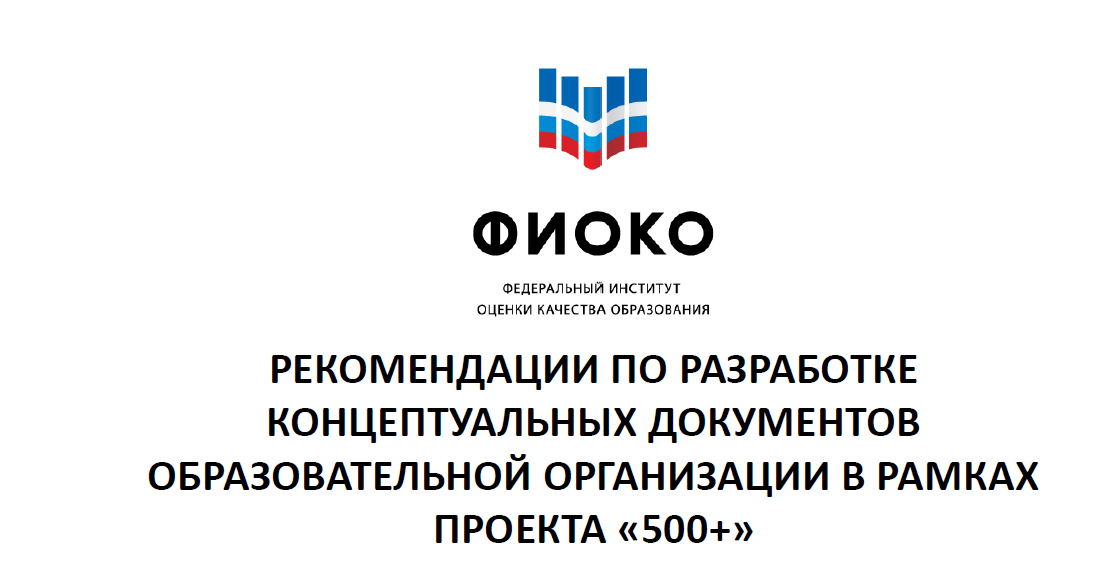 ФИОКО
ФЕДЕРАЛЬНЫЙ ИНСТИТУТ
ОЦЕНКИ КАЧЕСТВА ОБРАЗОВАНИЯ
РЕКОМЕНДАЦИИ ПО РАЗРАБОТКЕ
КОНЦЕПТУАЛЬНЫХ ДОКУМЕНТОВ
ОБРАЗОВАТЕЛЬНОЙ ОРГАНИЗАЦИИ В РАМКАХ
ПРОЕКТА «500+»